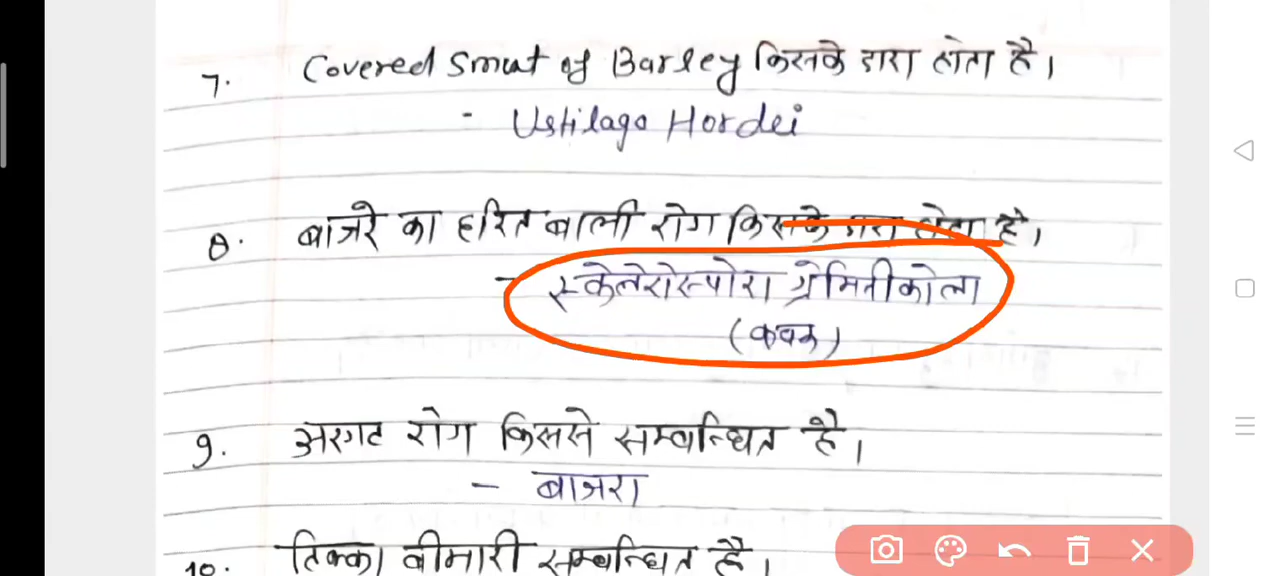 7. Covered Smut of Barley किसके द्वारा होता है।
- Ustilago Hordei
8. बाजरे का हरित बाली रोग किसके द्वारा होता है।
- स्केलेरोस्पोरा ग्रेमिनीकोला
(कवक)
9. अरगट रोग किससे सम्बन्धित है।
- बाजरा
10. तिक्का बीमारी सम्बन्धित है।